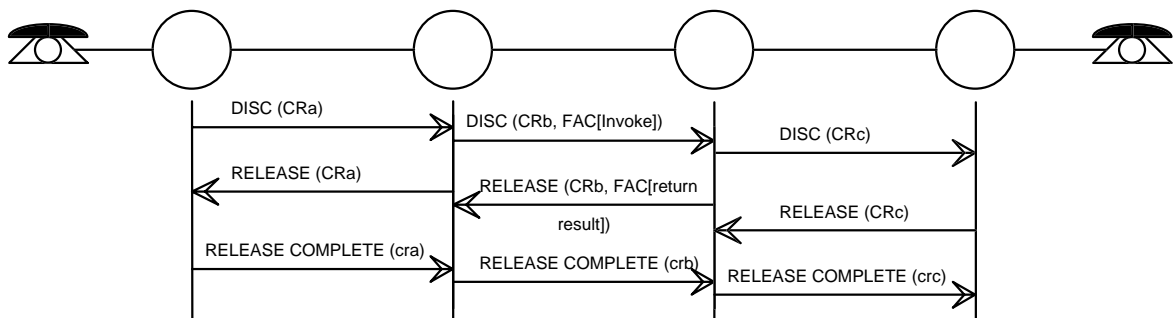 DISC (CRa)
DISC (CRb, FAC[Invoke])
DISC (CRc)
RELEASE (CRa)
RELEASE (CRb, FAC[return
result])
RELEASE (CRc)
RELEASE COMPLETE (cra)
RELEASE COMPLETE (crb)
RELEASE COMPLETE (crc)